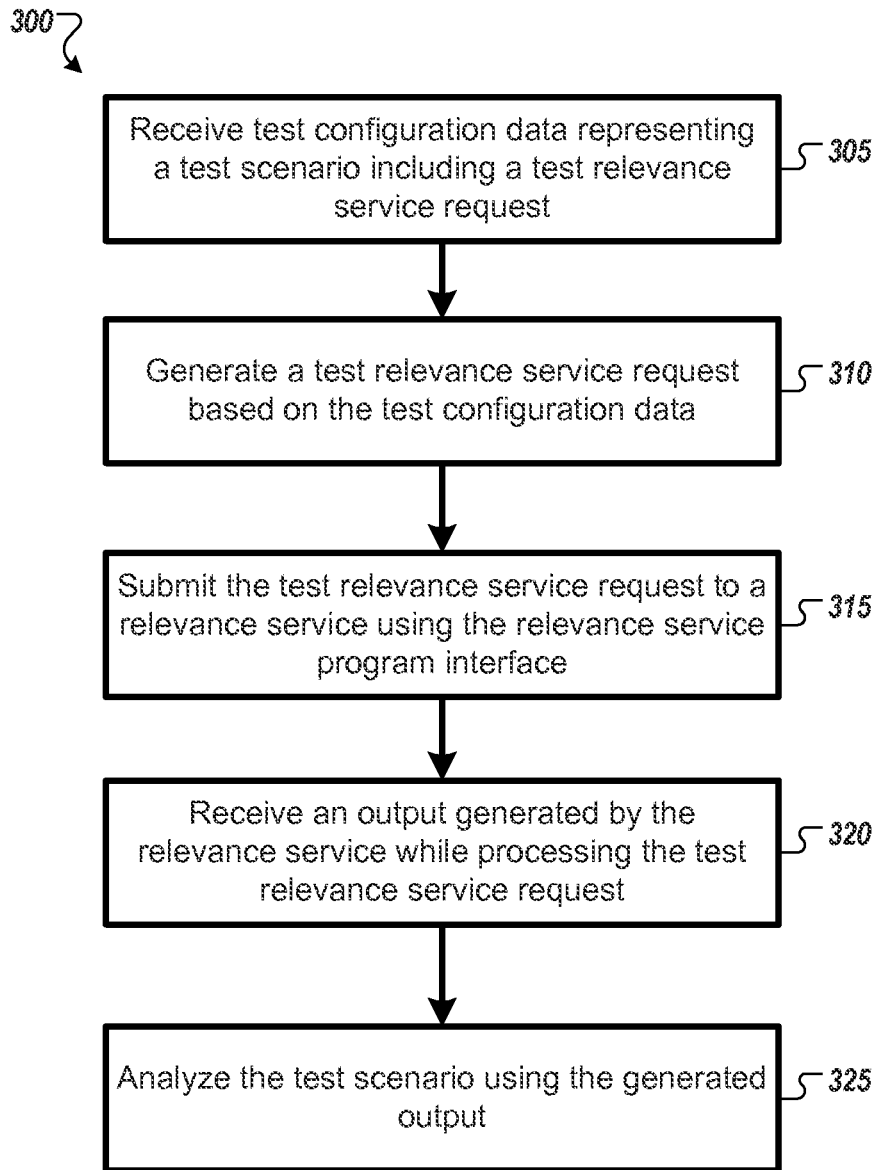 300
Receive test configuration data representing
a test scenario including a test relevance
service request
305
Generate a test relevance service request
based on the test configuration data
310
Submit the test relevance service request to a
relevance service using the relevance service
program interface
315
Receive an output generated by the
relevance service while processing the test
relevance service request
320
Analyze the test scenario using the generated
output
325